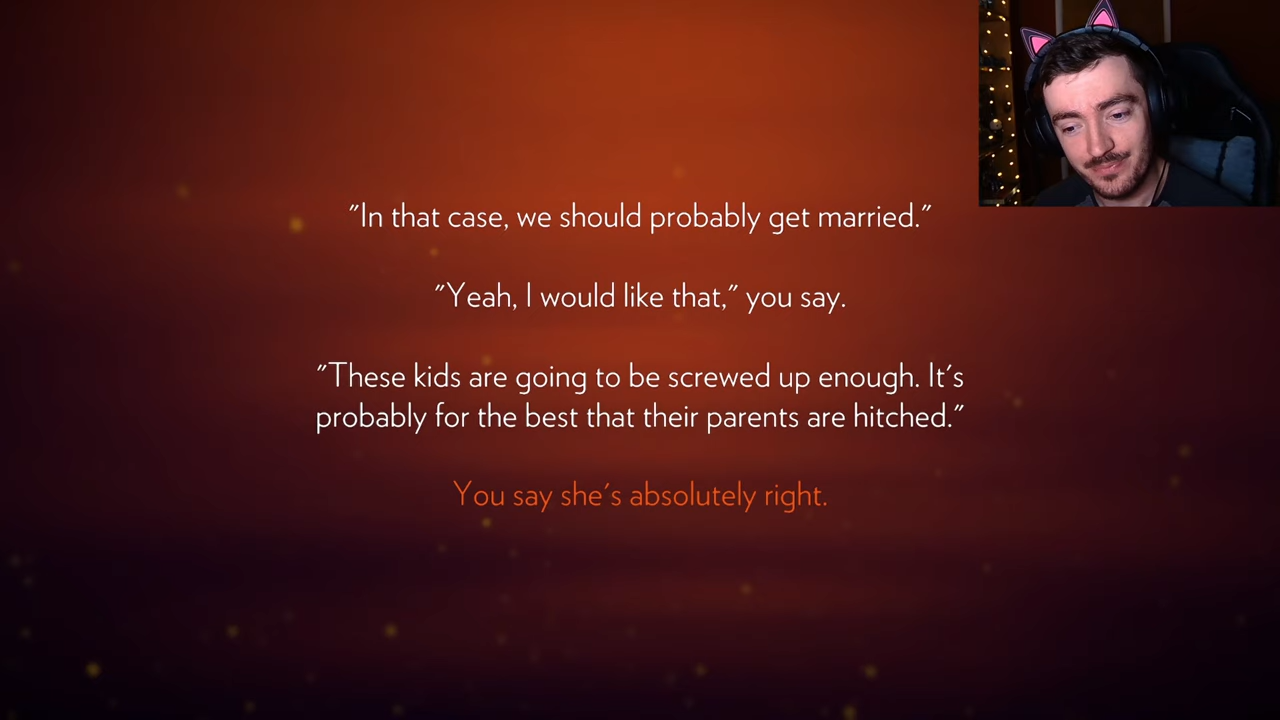 "In that case, we should probably get married."
"Yeah, I would like that," you say.
"These kids are going to be screwed up enough. It's
probably for the best that their parents are hitched."
You say she's absolutely right.